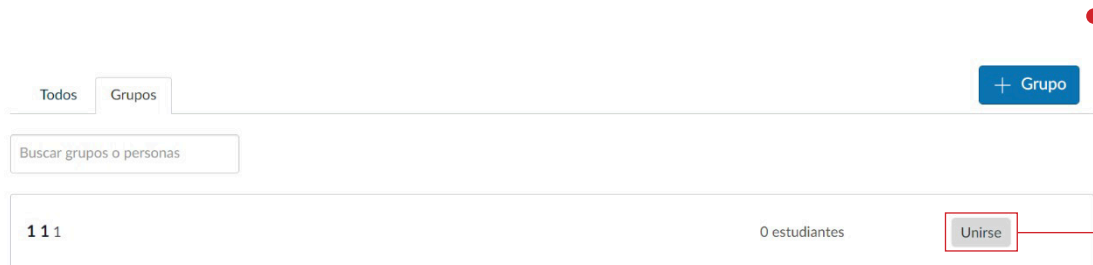 Todos Grupos + Grupo
Buscar grupos o personas
1 1 1 0 estudiantes Unirse